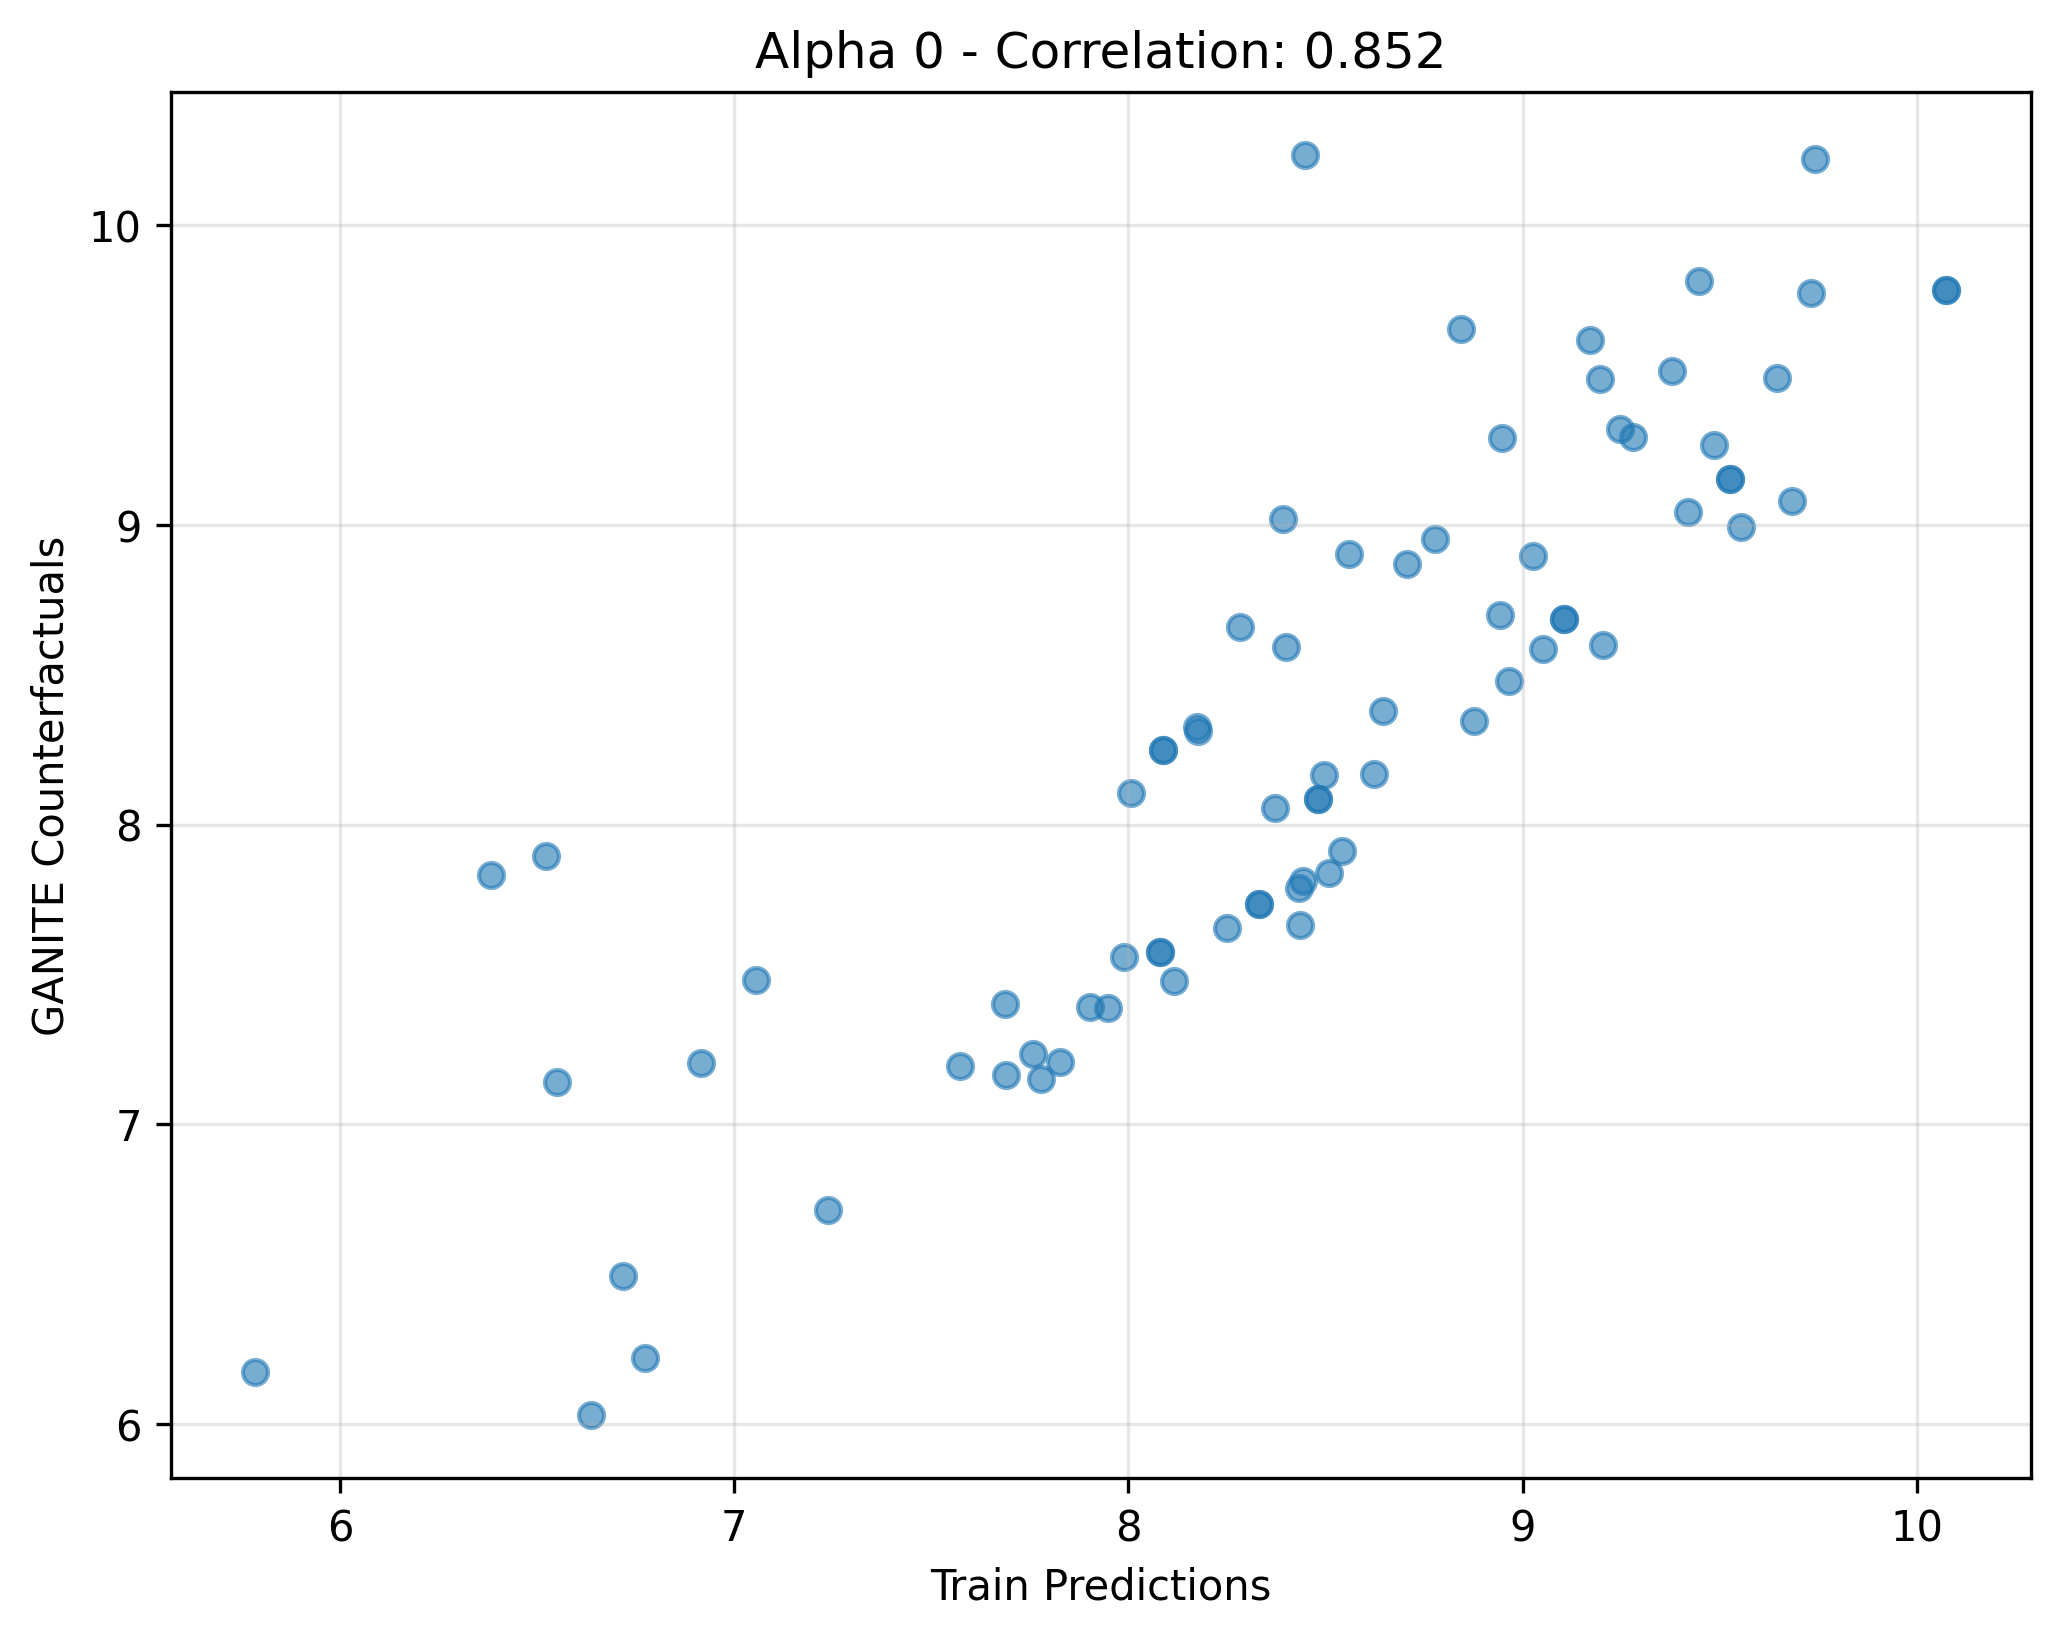 Alpha 0 - Correlation: 0.852
GANITE Counterfactuals
10
9
8
7
6
6 7 8 9 10
Train Predictions